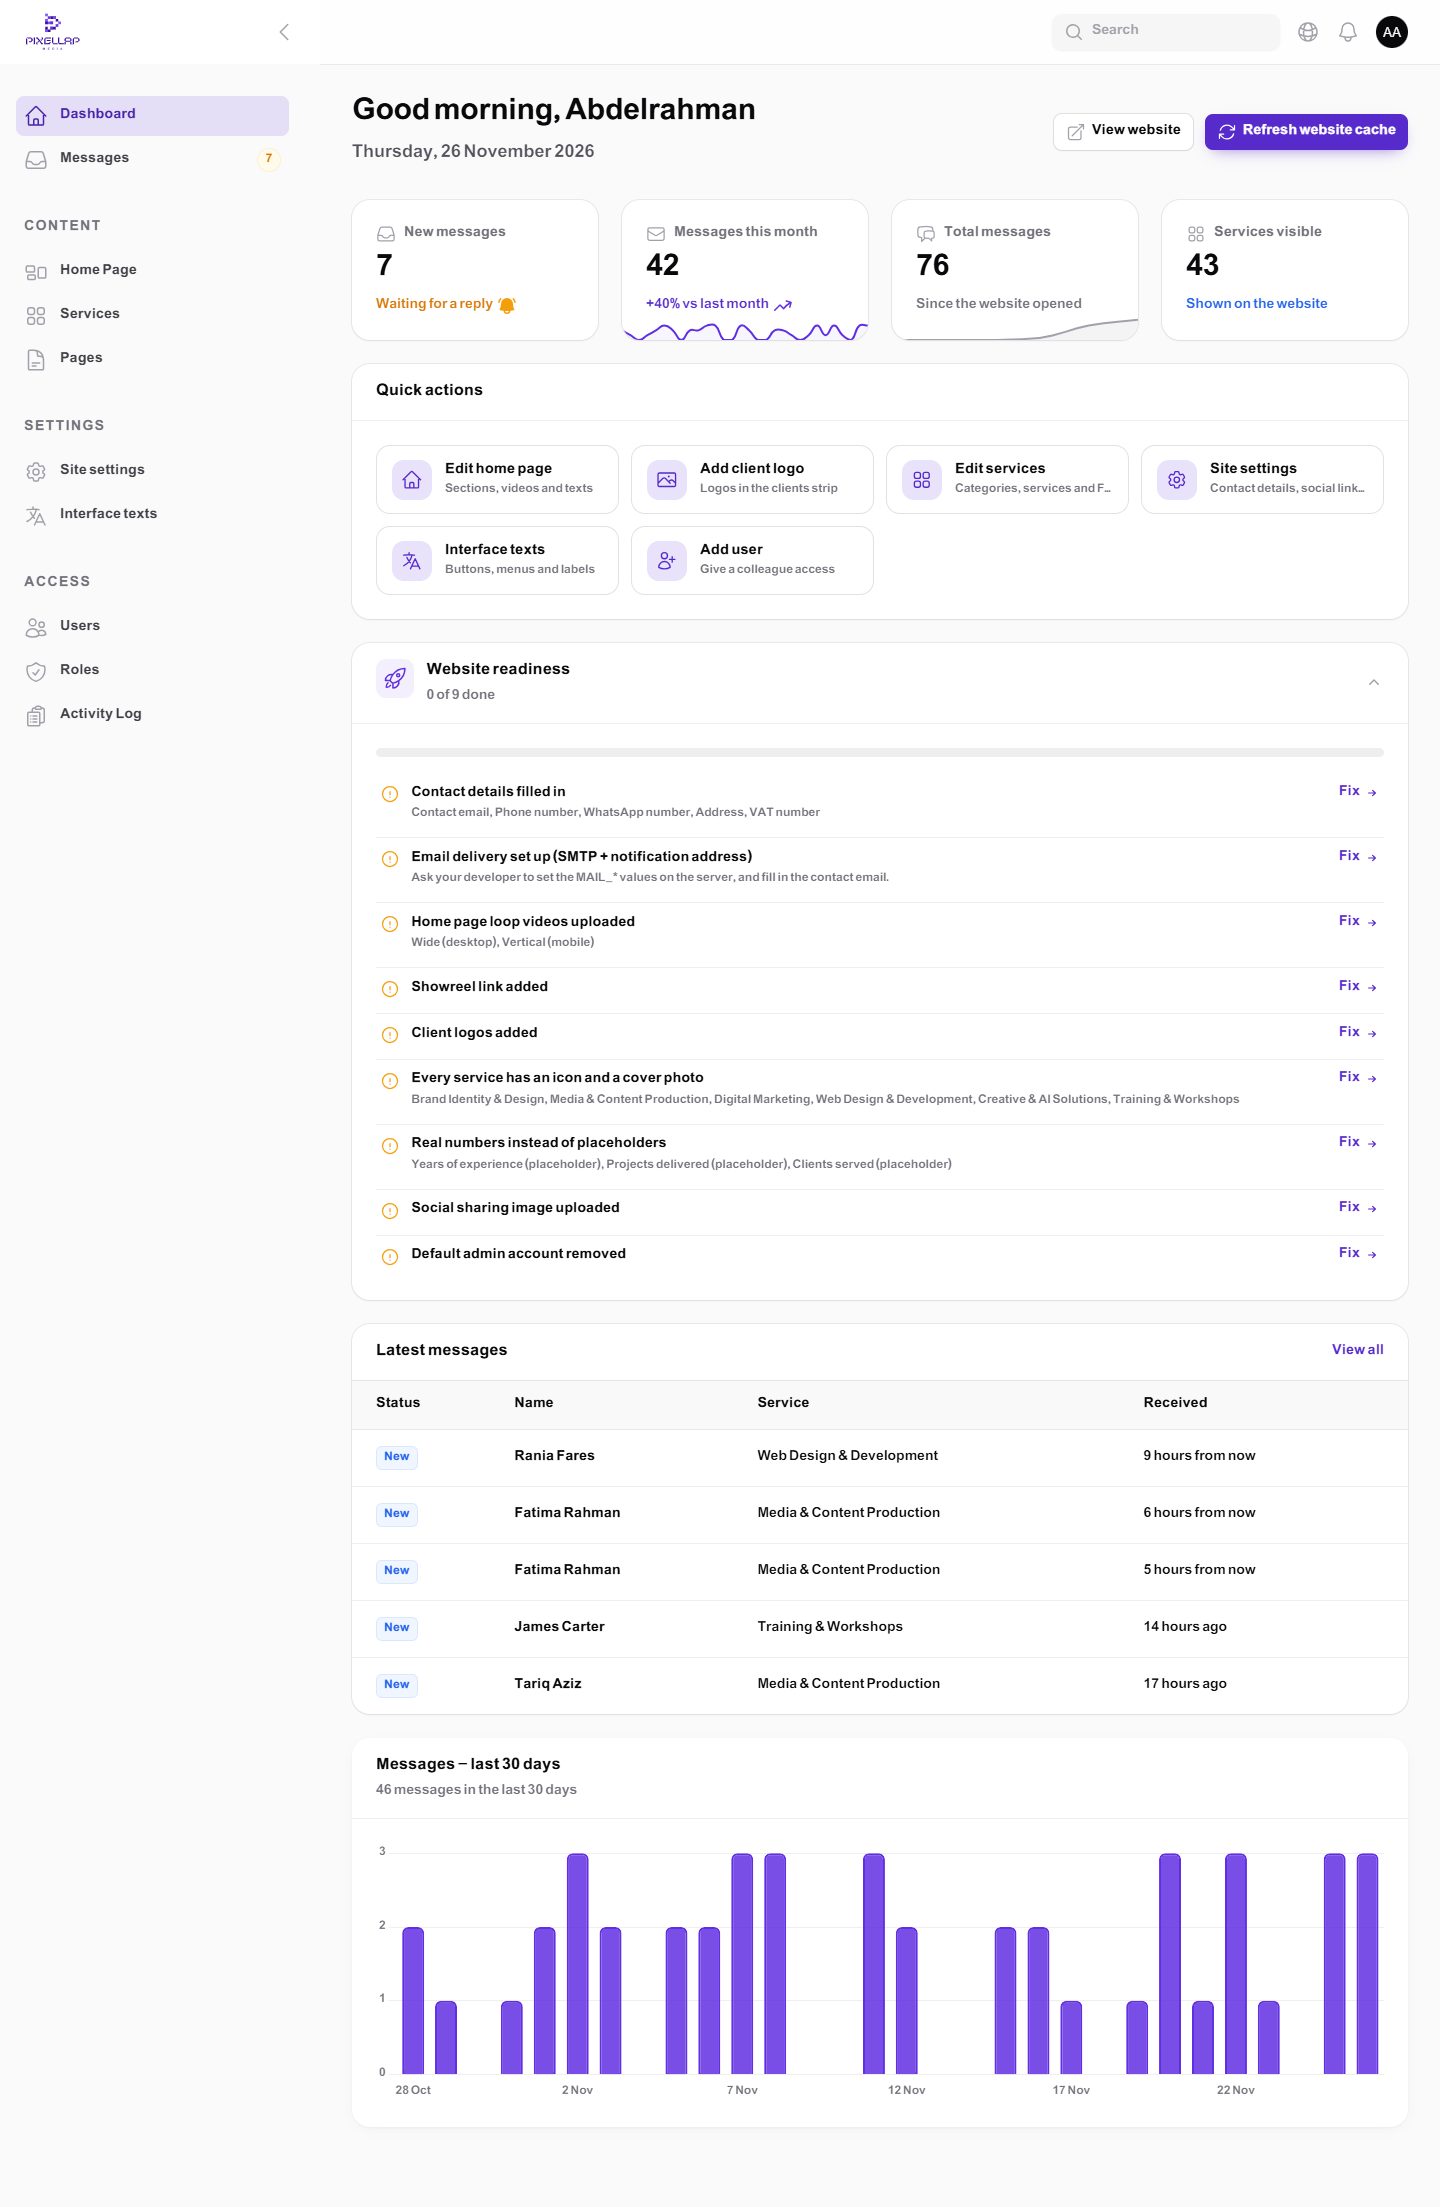 PIXELLAP
MEDIA
Search
AA
Dashboard
Messages
7
CONTENT
Home Page
Services
Pages
SETTINGS
Site settings
Interface texts
ACCESS
Users
Roles
Activity Log
Good morning, Abdelrahman
Thursday, 26 November 2026
View website
Refresh website cache
New messages
7
Waiting for a reply
Messages this month
42
+40% vs last month
Total messages
76
Since the website opened
Services visible
43
Shown on the website
Quick actions
Edit home page
Sections, videos and texts
Add client logo
Logos in the clients strip
Edit services
Categories, services and F...
Site settings
Contact details, social link...
Interface texts
Buttons, menus and labels
Add user
Give a colleague access
Website readiness
0 of 9 done
Contact details filled in
Fix
Contact email, Phone number, WhatsApp number, Address, VAT number
Email delivery set up (SMTP + notification address)
Fix
Ask your developer to set the MAIL_* values on the server, and fill in the contact email.
Home page loop videos uploaded
Fix
Wide (desktop), Vertical (mobile)
Showreel link added
Fix
Client logos added
Fix
Every service has an icon and a cover photo
Fix
Brand Identity & Design, Media & Content Production, Digital Marketing, Web Design & Development, Creative & AI Solutions, Training & Workshops
Real numbers instead of placeholders
Fix
Years of experience (placeholder), Projects delivered (placeholder), Clients served (placeholder)
Social sharing image uploaded
Fix
Default admin account removed
Fix
Latest messages
View all
Status Name Service Received
New Rania Fares Web Design & Development 9 hours from now
New Fatima Rahman Media & Content Production 6 hours from now
New Fatima Rahman Media & Content Production 5 hours from now
New James Carter Training & Workshops 14 hours ago
New Tariq Aziz Media & Content Production 17 hours ago
Messages – last 30 days
46 messages in the last 30 days
3
2
1
0
28 Oct 2 Nov 7 Nov 12 Nov 17 Nov 22 Nov